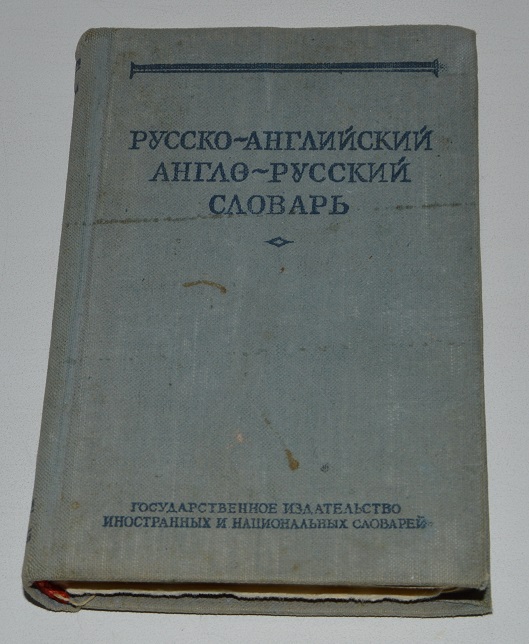 РУССКО~АНГЛИЙСКИЙ
АНГЛО~РУССКИЙ
СЛОВАРЬ
ГОСУДАРСТВЕННОЕ ИЗДАТЕЛЬСТВО
ИНОСТРАННЫХ И НАЦИОНАЛЬНЫХ СЛОВАРЕЙ